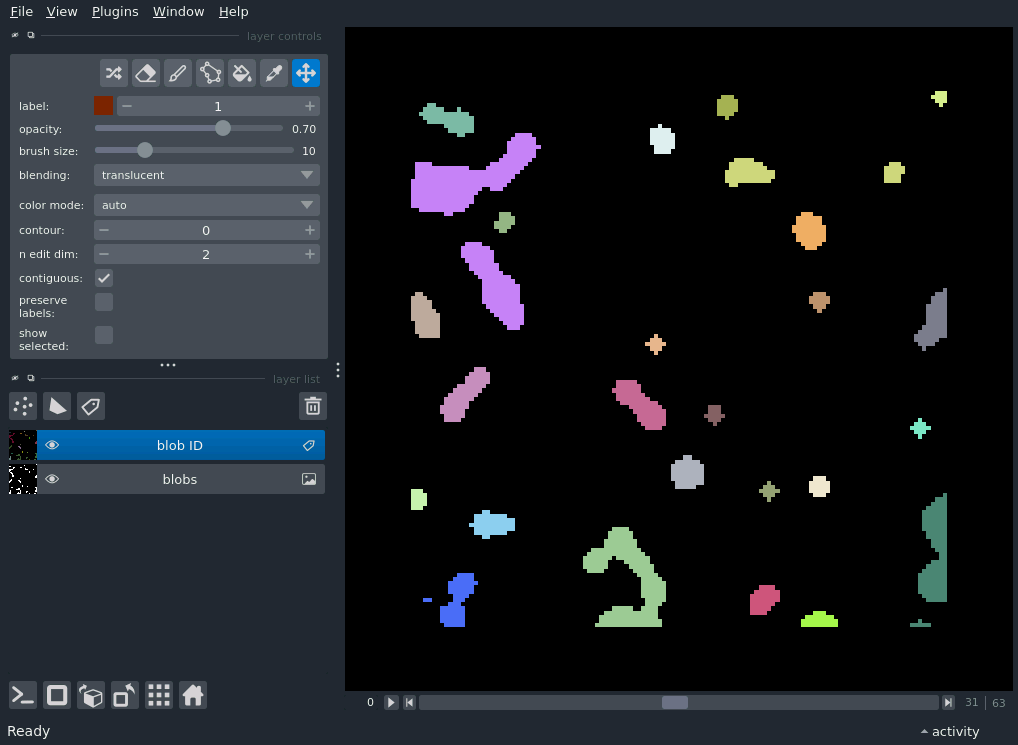 File View Plugins Window Help
layer controls
label: 1
opacity: 0.70
brush size: 10
blending: translucent
color mode: auto
contour: 0
n edit dim: 2
contiguous:
preserve
labels:
show
selected:
layer list
blob ID
blobs
0 31 | 63
Ready activity